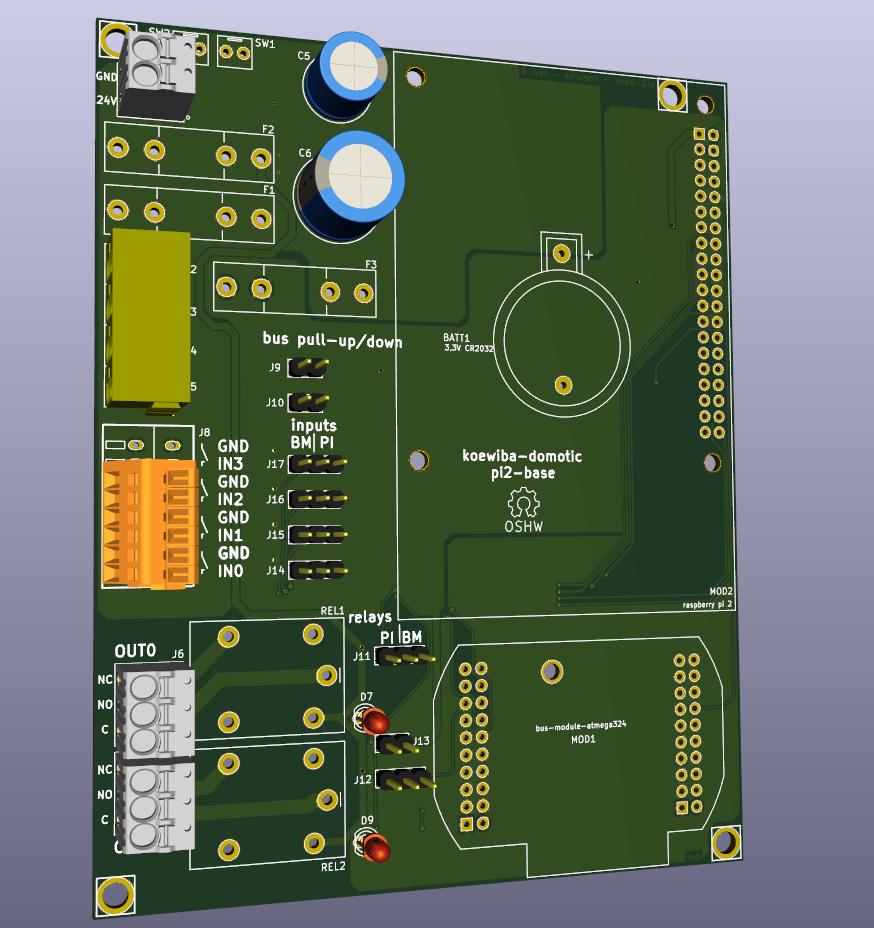 SW1
C5
GND
24V
F2
C6
F1
2
F3
3
bus pull-up/down
BATT1
3,3V CR2032
4
J9
5
J10
inputs
BM PI
J8
GND
IN3
J17
koewiba-domotic
pi2-base
GND
IN2
J16
GND
IN1
J15
OSHW
GND
IN0
J14
MOD2
raspberry pi 2
REL1
relays
PI BM
OUT0
J6
J11
NC
NO
C
D7
bus-module-atmega324
MOD1
J13
NC
NO
C
J12
D9
REL2